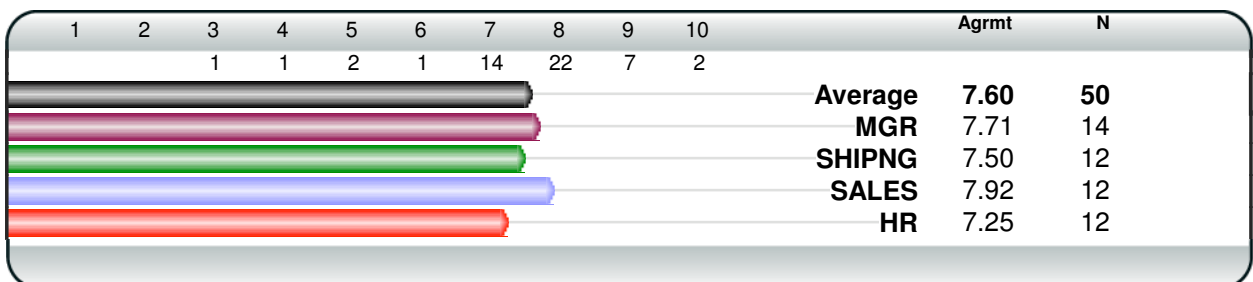 1 2 3 4 5 6 7 8 9 10 Agrmt N
1 1 2 1 14 22 7 2
Average 7.60 50
MGR 7.71 14
SHIPNG 7.50 12
SALES 7.92 12
HR 7.25 12